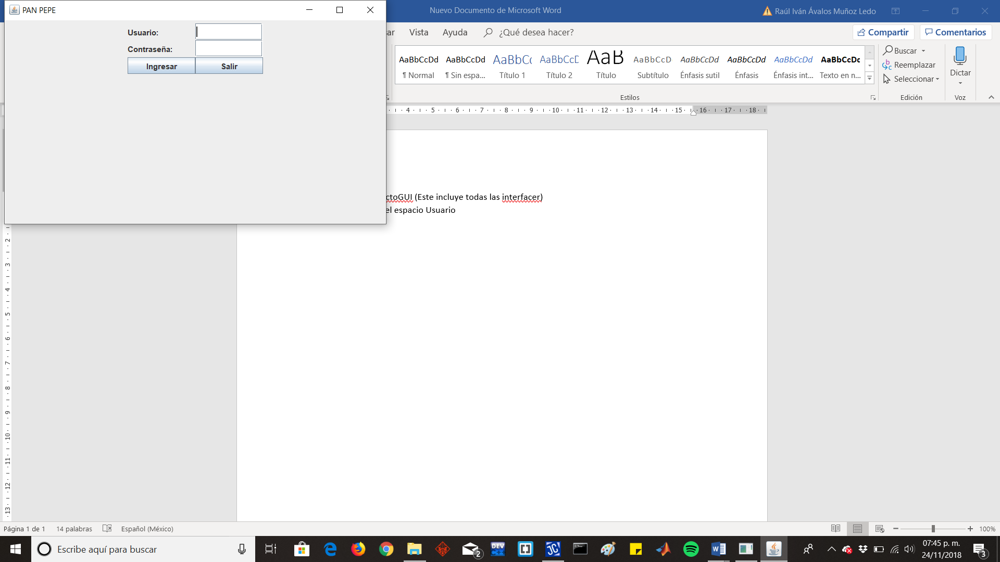 PAN PEPE
Usuario:
Contraseña:
Ingresar Salir
Nuevo Documento de Microsoft Word
Raúl Iván Ávalos Muñoz Ledo
Vista Ayuda ¿Qué desea hacer?
Compartir Comentarios
AaBbCcDd AaBbCcDd AaBbCc AaBbCcD AaB AaBbCcD AaBbCcDd AaBbCcDd AaBbCcDd AaBbCcDc
¶ Normal ¶ Sin espa... Título 1 Título 2 Título Subtítulo Énfasis sutil Énfasis Énfasis int... Texto en n...
Estilos
Buscar
Reemplazar
Seleccionar
Edición
Dictar
Voz
4 5 6 7 8 9 10 11 12 13 14 15 16 17 18
ctoGUI (Este incluye todas las interfacer)
el espacio Usuario
2
3
4
5
6
7
8
9
10
11
12
13
Página 1 de 1 14 palabras Español (México)
100%
Escribe aquí para buscar
2
DEV
JC
07:45 p. m.
24/11/2018
3